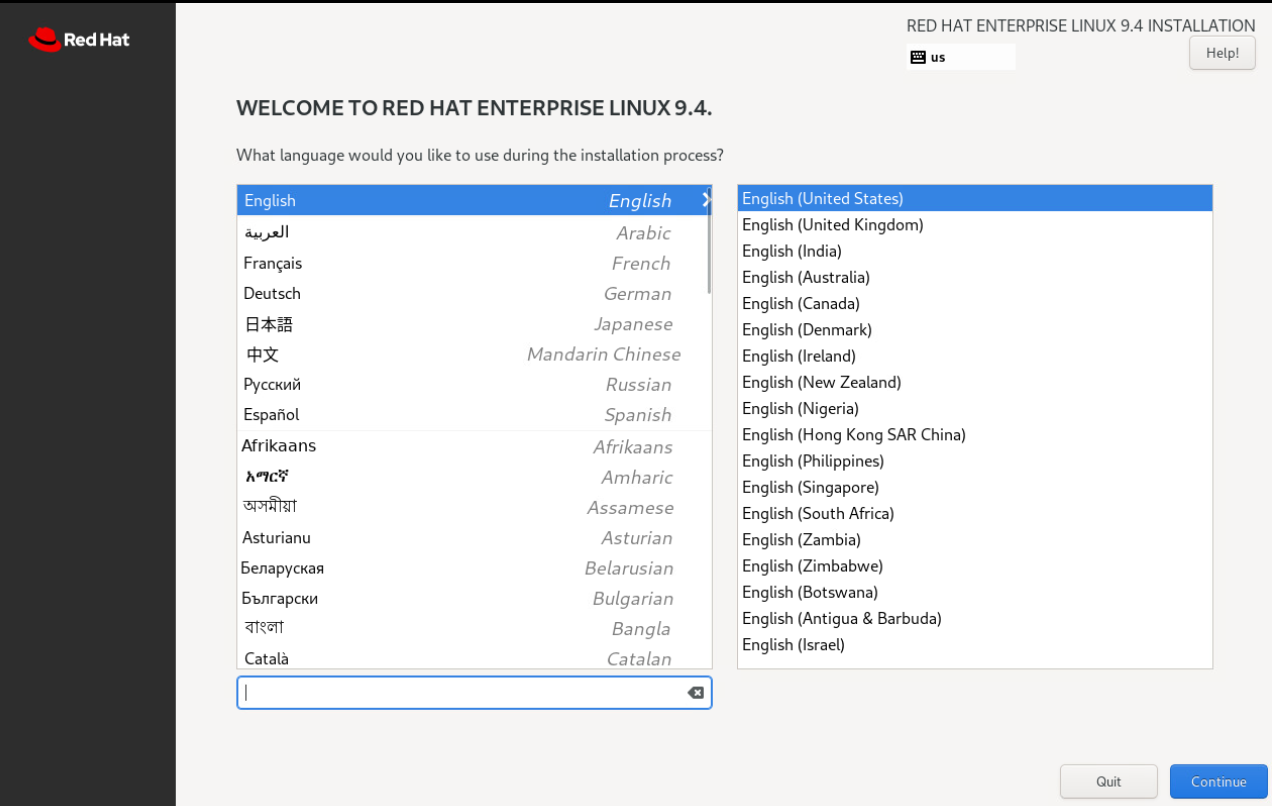 Red Hat
RED HAT ENTERPRISE LINUX 9.4 INSTALLATION
us
Help!
WELCOME TO RED HAT ENTERPRISE LINUX 9.4.
What language would you like to use during the installation process?
English English
العربية Arabic
Français French
Deutsch German
日本語 Japanese
中文 Mandarin Chinese
Русский Russian
Español Spanish
Afrikaans Afrikaans
አማርኛ Amharic
অসমীয়া Assamese
Asturianu Asturian
Беларуская Belarusian
Български Bulgarian
বাংলা Bangla
Català Catalan
English (United States)
English (United Kingdom)
English (India)
English (Australia)
English (Canada)
English (Denmark)
English (Ireland)
English (New Zealand)
English (Nigeria)
English (Hong Kong SAR China)
English (Philippines)
English (Singapore)
English (South Africa)
English (Zambia)
English (Zimbabwe)
English (Botswana)
English (Antigua & Barbuda)
English (Israel)
Quit
Continue